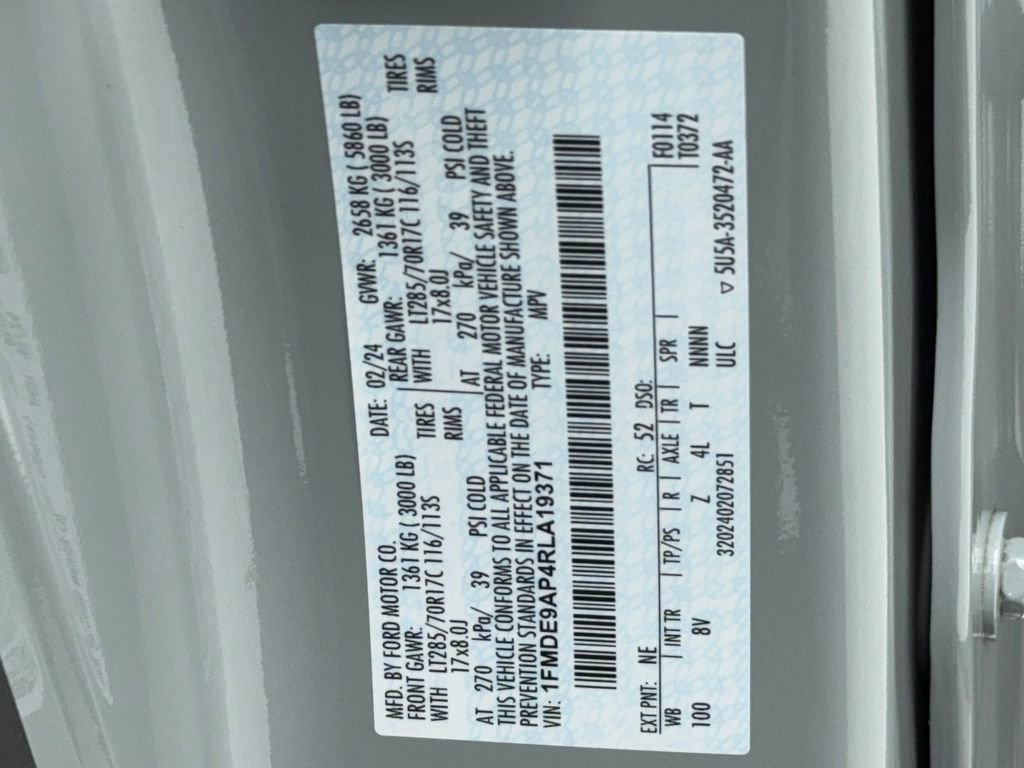 MFD. BY FORD MOTOR CO. DATE: 02/24 GVWR: 2658 KG ( 5860 LB)
FRONT GAWR: 1361 KG ( 3000 LB) REAR GAWR: 1361 KG ( 3000 LB)
WITH LT285/70R17C 116/113S TIRES WITH LT285/70R17C 116/113S TIRES
17x8.0J RIMS 17x8.0J RIMS
AT 270 kPa/ 39 PSI COLD AT 270 kPa/ 39 PSI COLD
THIS VEHICLE CONFORMS TO ALL APPLICABLE FEDERAL MOTOR VEHICLE SAFETY AND THEFT
PREVENTION STANDARDS IN EFFECT ON THE DATE OF MANUFACTURE SHOWN ABOVE.
VIN: 1FMDE9AP4RLA19371 TYPE: MPV
EXT PNT: NE RC: 52 DSO: F0114
WB INT TR TP/PS R AXLE TR SPR T0372
100 8V Z 4L T NNNN
3202402072851 ULC ▽ 5U5A-3520472-AA